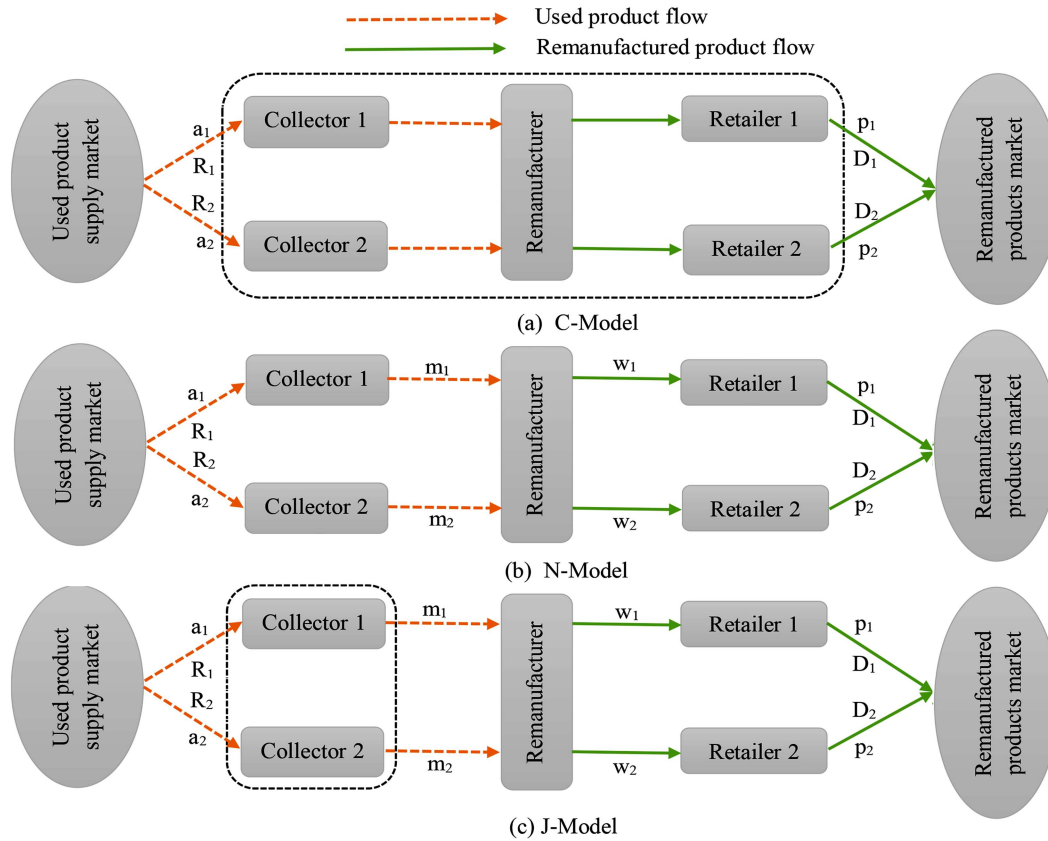 Used product flow
Remanufactured product flow
Used product
supply market
a₁
R₁
R₂
a₂
Collector 1
Collector 2
Remanufacturer
Retailer 1
Retailer 2
p₁
D₁
D₂
p₂
Remanufactured
products market
(a) C-Model
Used product
supply market
a₁
R₁
R₂
a₂
Collector 1
Collector 2
m₁
m₂
Remanufacturer
w₁
w₂
Retailer 1
Retailer 2
p₁
D₁
D₂
p₂
Remanufactured
products market
(b) N-Model
Used product
supply market
a₁
R₁
R₂
a₂
Collector 1
Collector 2
m₁
m₂
Remanufacturer
w₁
w₂
Retailer 1
Retailer 2
p₁
D₁
D₂
p₂
Remanufactured
products market
(c) J-Model